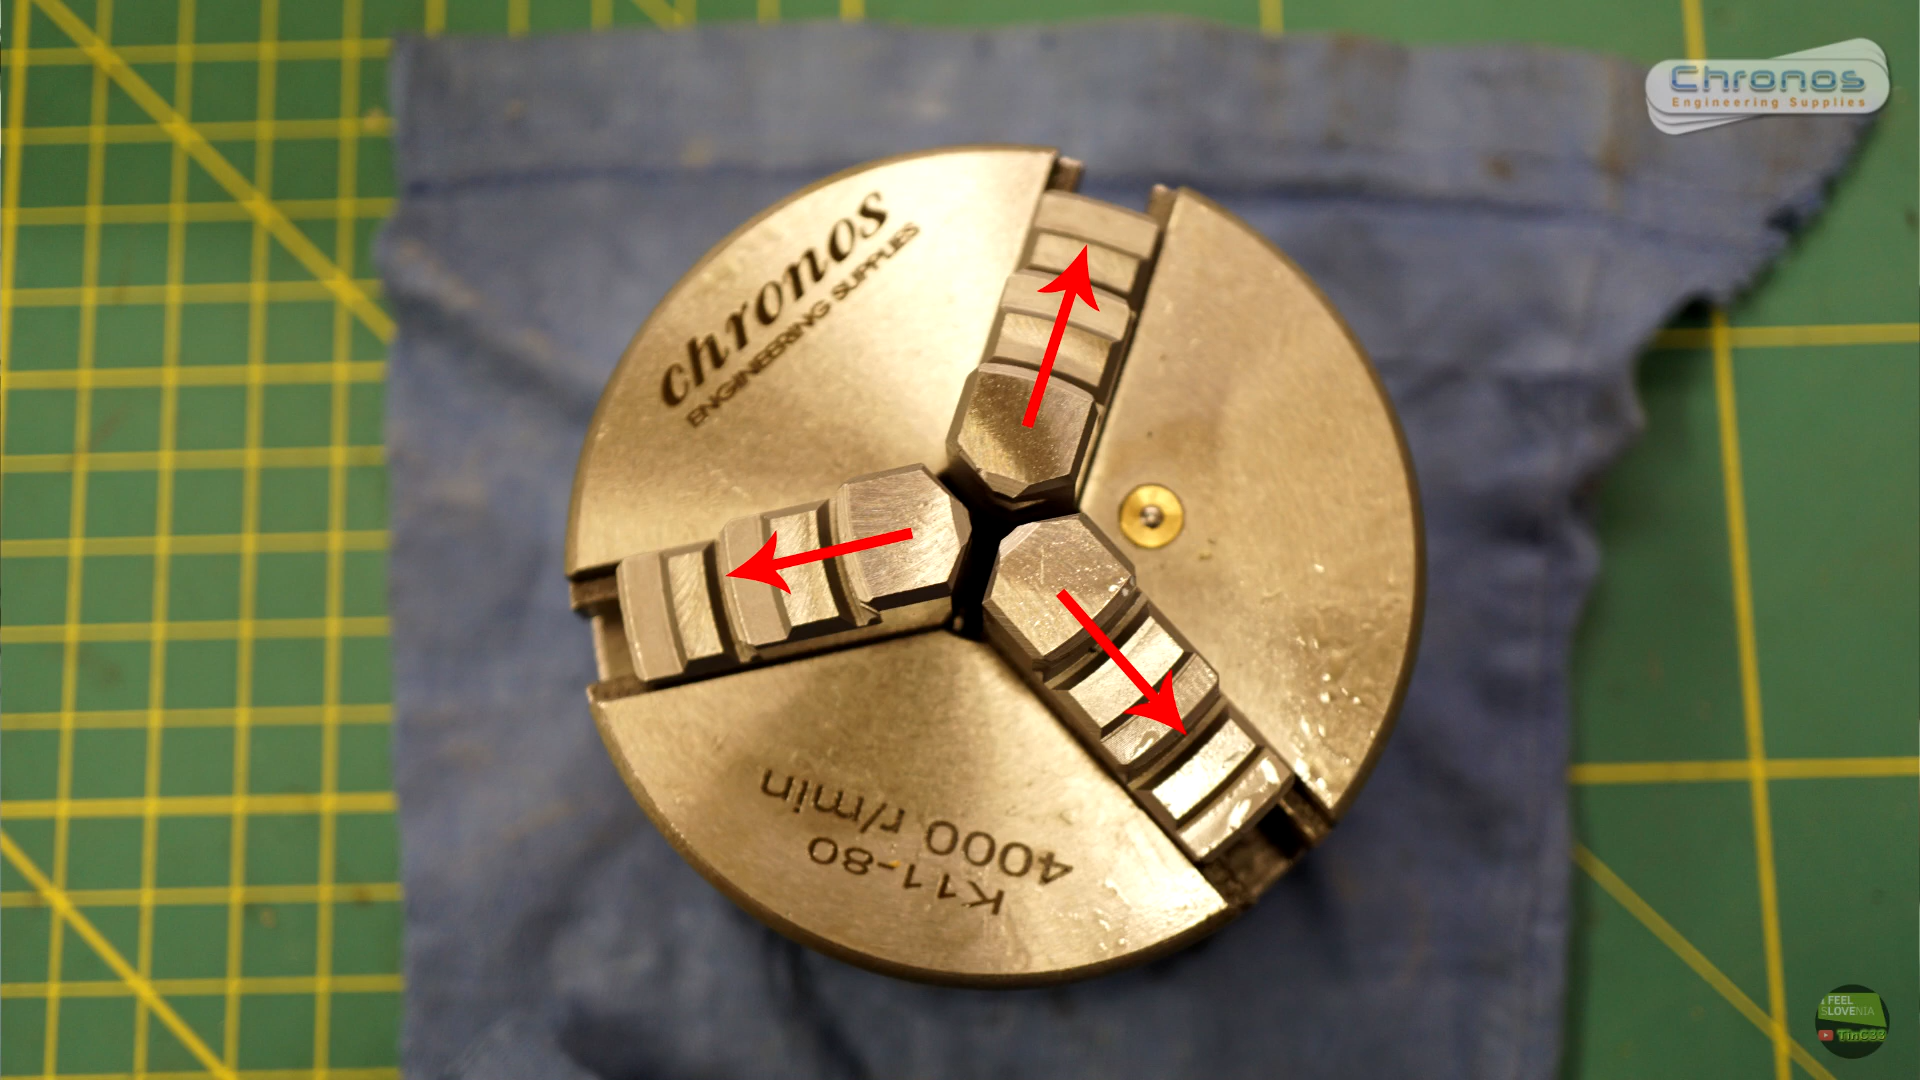 Chronos
Engineering Supplies
chronos
ENGINEERING SUPPLIES
K11-80
4000 r/min
I FEEL
SLOVENIA
TinG33